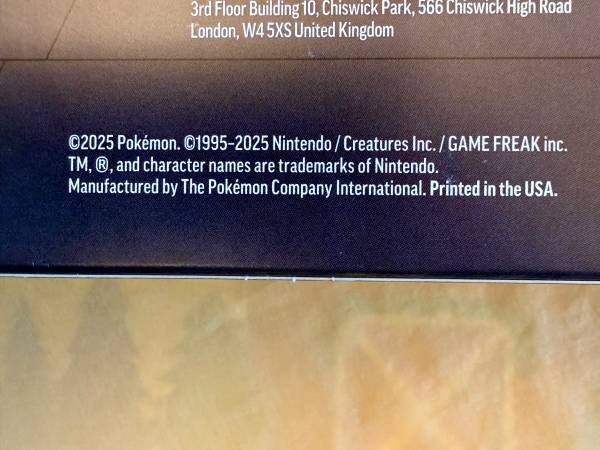 3rd Floor Building 10, Chiswick Park, 566 Chiswick High Road
London, W4 5XS United Kingdom
©2025 Pokémon. ©1995–2025 Nintendo / Creatures Inc. / GAME FREAK inc.
TM, ®, and character names are trademarks of Nintendo.
Manufactured by The Pokémon Company International. Printed in the USA.